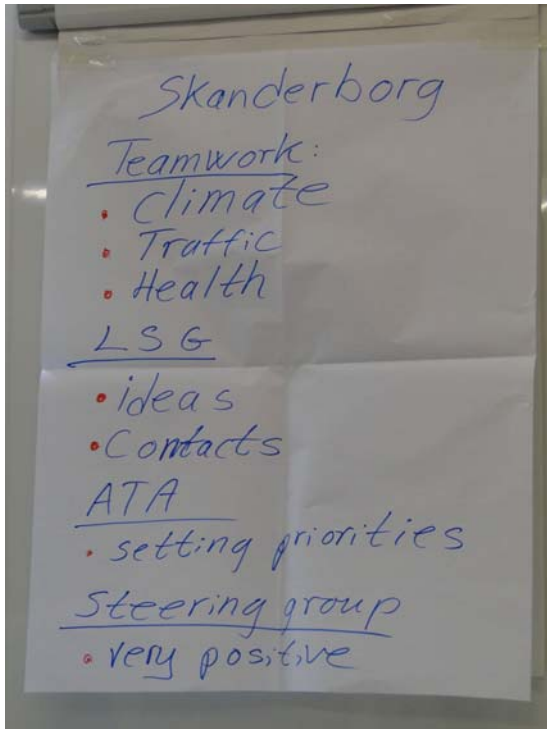 Skanderborg
Teamwork:
• Climate
• Traffic
• Health
LSG
• ideas
• Contacts
ATA
• setting priorities
Steering group
• very positive